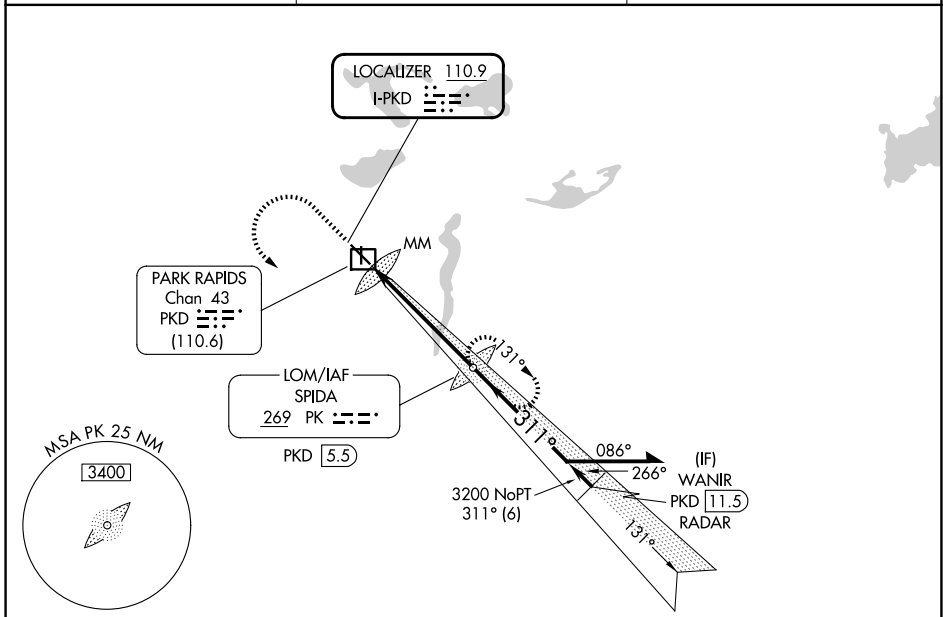 LOCALIZER 110.9
I-PKD
MM
PARK RAPIDS
Chan 43
PKD
(110.6)
LOM/IAF
SPIDA
269 PK
PKD 5.5
131°
311°
086°
266°
(IF)
WANIR
PKD 11.5
RADAR
3200 NoPT
311° (6)
131°
MSA PK 25 NM
3400